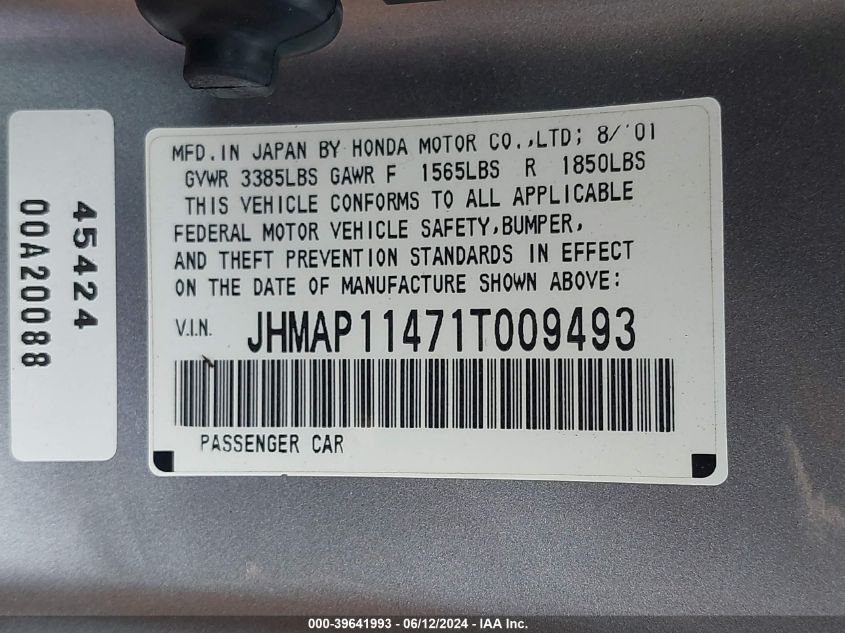 45424
00A20088
MFD.IN JAPAN BY HONDA MOTOR CO.,LTD; 8/'01
GVWR 3385LBS GAWR F 1565LBS R 1850LBS
THIS VEHICLE CONFORMS TO ALL APPLICABLE
FEDERAL MOTOR VEHICLE SAFETY,BUMPER,
AND THEFT PREVENTION STANDARDS IN EFFECT
ON THE DATE OF MANUFACTURE SHOWN ABOVE:
V.I.N. JHMAP11471T009493
PASSENGER CAR
000-39641993 - 06/12/2024 - IAA Inc.